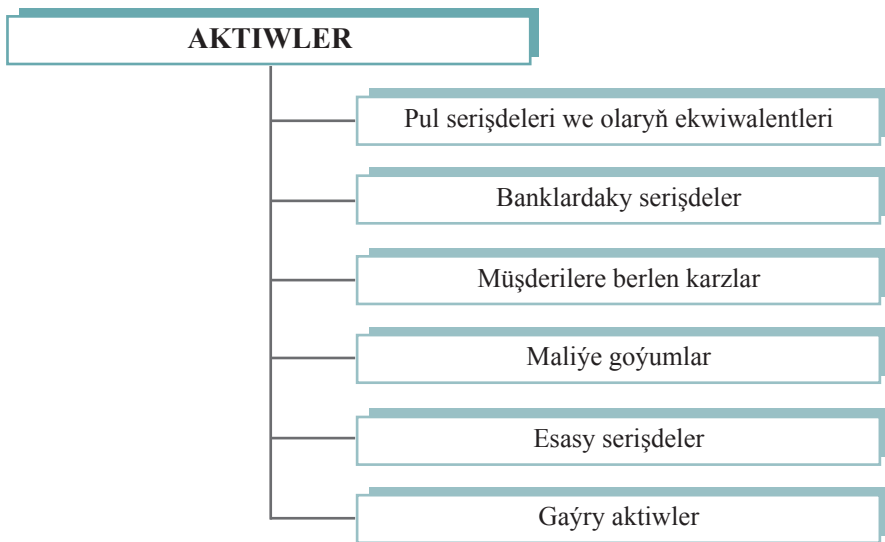 AKTIWLER
Pul serişdeleri we olaryň ekwiwalentleri
Banklardaky serişdeler
Müşderilere berlen karzlar
Maliýe goýumlar
Esasy serişdeler
Gaýry aktiwler